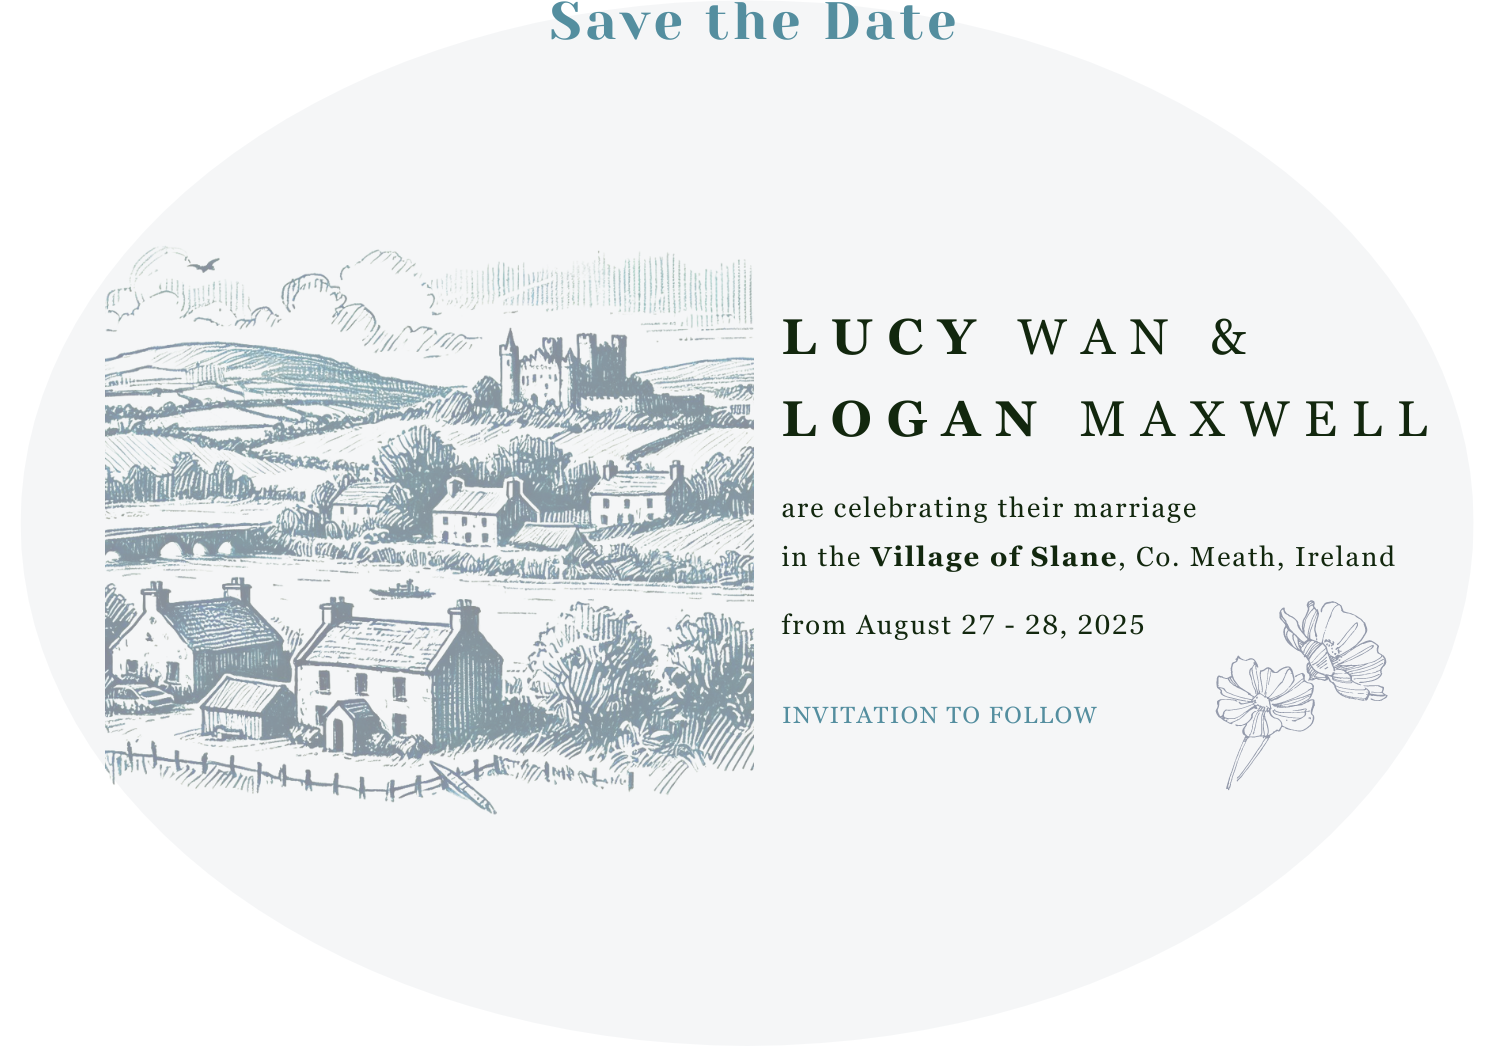 Save the Date
LUCY WAN &
LOGAN MAXWELL
are celebrating their marriage
in the Village of Slane, Co. Meath, Ireland
from August 27 - 28, 2025
INVITATION TO FOLLOW